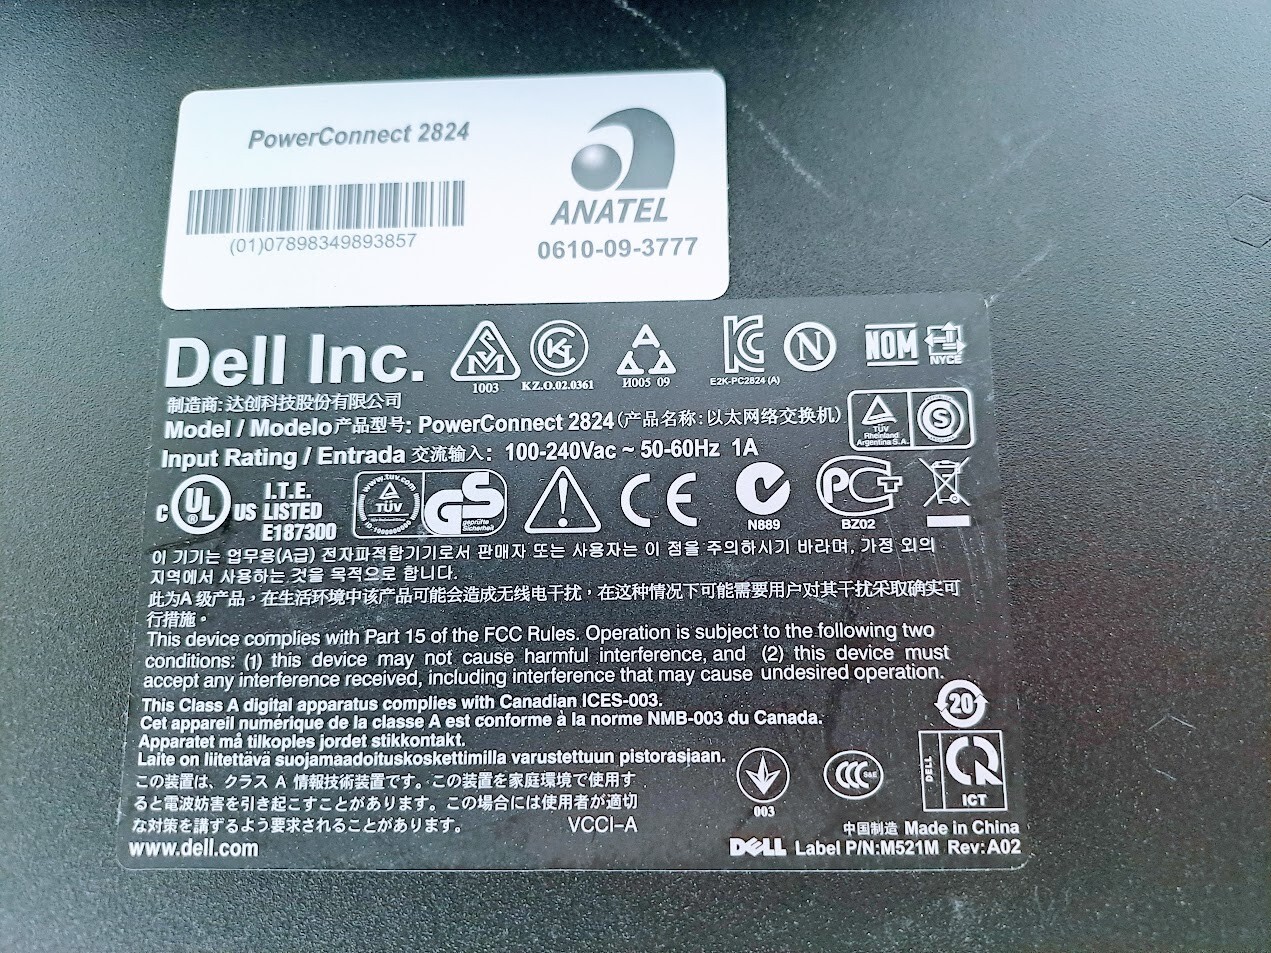 PowerConnect 2824
(01)07898349893857
ANATEL
0610-09-3777
Dell Inc.
1003
KZ.O.02.0361
И005 09
E2K-PC2824 (A)
N
NOM
NYCE
制造商: 达创科技股份有限公司
Model / Modelo产品型号: PowerConnect 2824(产品名称: 以太网络交换机)
TÜV
Rheinland
Argentina S.A.
S
Input Rating / Entrada 交流输入: 100-240Vac ~ 50-60Hz 1A
C UL US
®
I.T.E.
LISTED
E187300
www.tuv.com
TÜV
GS
geprüfte
Sicherheit
CE
N889
BZ02
이 기기는 업무용(A급) 전자파적합기기로서 판매자 또는 사용자는 이 점을 주의하시기 바라며, 가정 외의
지역에서 사용하는 것을 목적으로 합니다.
此为A 级产品，在生活环境中该产品可能会造成无线电干扰，在这种情况下可能需要用户对其干扰采取确实可
行措施。
This device complies with Part 15 of the FCC Rules. Operation is subject to the following two
conditions: (1) this device may not cause harmful interference, and (2) this device must
accept any interference received, including interference that may cause undesired operation.
This Class A digital apparatus complies with Canadian ICES-003.
Cet appareil numérique de la classe A est conforme à la norme NMB-003 du Canada.
Apparatet må tilkoples jordet stikkontakt.
Laite on liitettävä suojamaadoituskoskettimilla varustettuun pistorasiaan.
この装置は、クラス A 情報技術装置です。この装置を家庭環境で使用す
ると電波妨害を引き起こすことがあります。この場合には使用者が適切
な対策を講ずるよう要求されることがあります。 VCCI-A
www.dell.com
20
003
CCC
S&E
DELL
ICT
中国制造 Made in China
DELL Label P/N:M521M Rev:A02